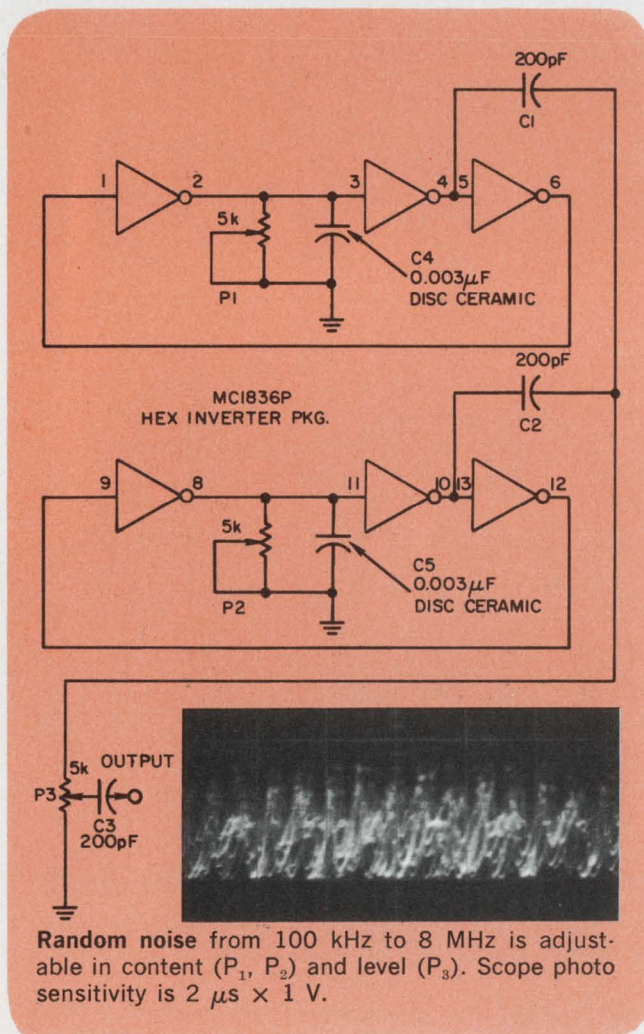 200pF
C1
1
2
3
4
5
6
5k
P1
C4
0.003μF
DISC CERAMIC
200pF
C2
MC1836P
HEX INVERTER PKG.
9
8
11
10
13
12
5k
P2
C5
0.003μF
DISC CERAMIC
5k
OUTPUT
P3
C3
200pF
Random noise from 100 kHz to 8 MHz is adjust-
able in content (P₁, P₂) and level (P₃). Scope photo
sensitivity is 2 μs × 1 V.